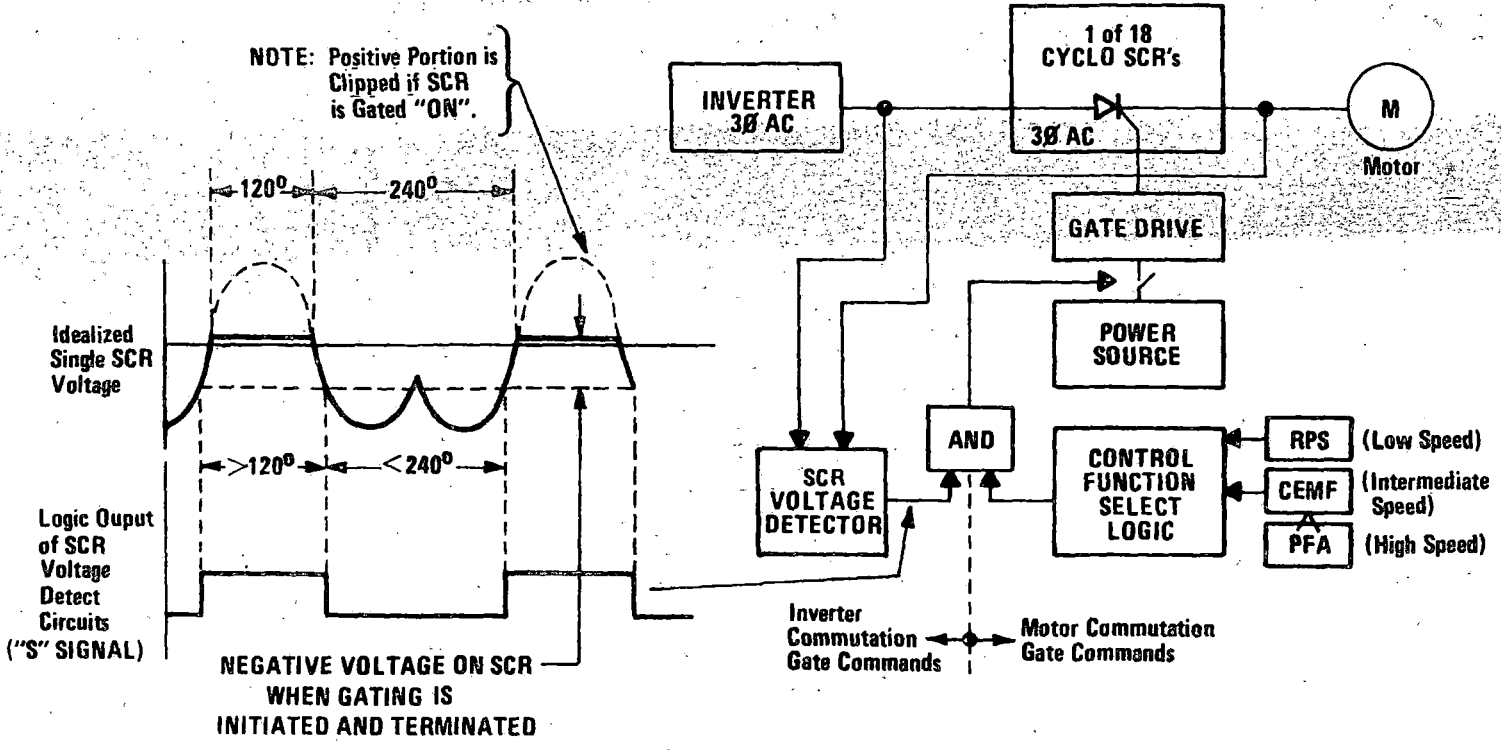 NOTE: Positive Portion is
Clipped if SCR
is Gated "ON".
120⁰
240⁰
Idealized
Single SCR
Voltage
>120⁰
<240⁰
Logic Ouput
of SCR
Voltage
Detect
Circuits
("S" SIGNAL)
NEGATIVE VOLTAGE ON SCR
WHEN GATING IS
INITIATED AND TERMINATED
INVERTER
3Ø AC
1 of 18
CYCLO SCR's
3Ø AC
M
Motor
GATE DRIVE
POWER
SOURCE
AND
SCR
VOLTAGE
DETECTOR
CONTROL
FUNCTION
SELECT
LOGIC
RPS (Low Speed)
CEMF (Intermediate
Speed)
PFA (High Speed)
Inverter
Commutation
Gate Commands
Motor Commutation
Gate Commands